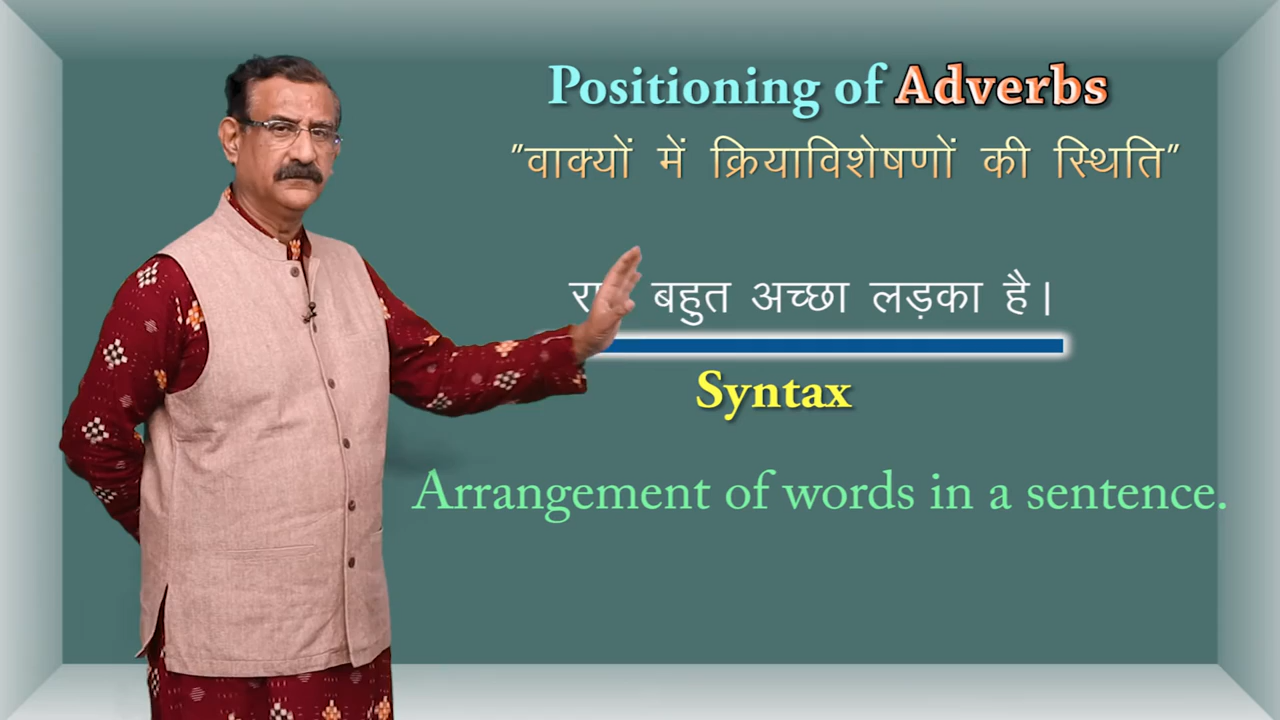 Positioning of Adverbs
"वाक्यों में क्रियाविशेषणों की स्थिति"
बहुत अच्छा लड़का है।
Syntax
Arrangement of words in a sentence.